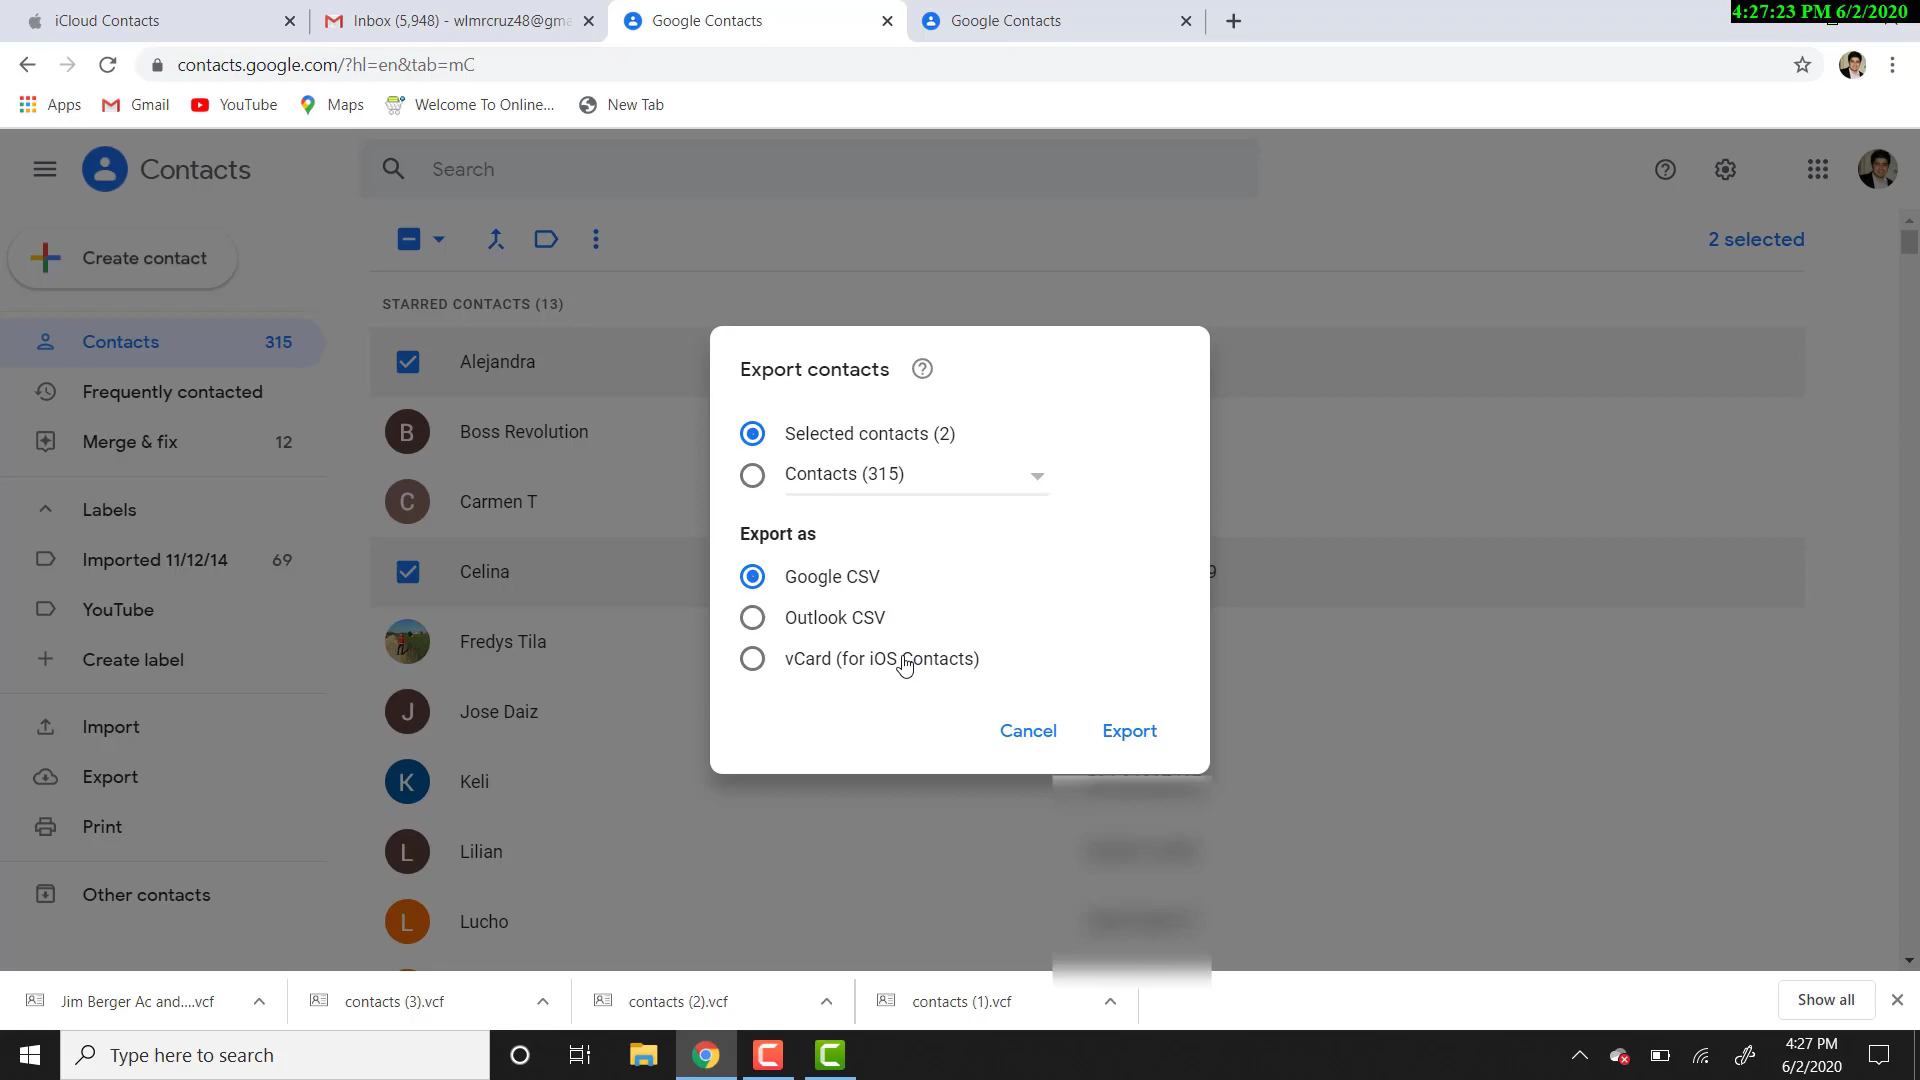 4:27:23 PM 6/2/2020
iCloud Contacts
Inbox (5,948) - wlmrcruz48@gma
Google Contacts
Google Contacts
contacts.google.com/?hl=en&tab=mC
Apps
Gmail
YouTube
Maps
Welcome To Online...
New Tab
Contacts
Search
Create contact
2 selected
STARRED CONTACTS (13)
Contacts 315
Frequently contacted
Merge & fix 12
Labels
Imported 11/12/14 69
YouTube
Create label
Import
Export
Print
Other contacts
Alejandra
B Boss Revolution
C Carmen T
Celina
9
Fredys Tila
J Jose Daiz
K Keli
L Lilian
L Lucho
Export contacts
Selected contacts (2)
Contacts (315)
Export as
Google CSV
Outlook CSV
vCard (for iOS Contacts)
Cancel Export
Jim Berger Ac and....vcf
contacts (3).vcf
contacts (2).vcf
contacts (1).vcf
Show all
Type here to search
4:27 PM
6/2/2020